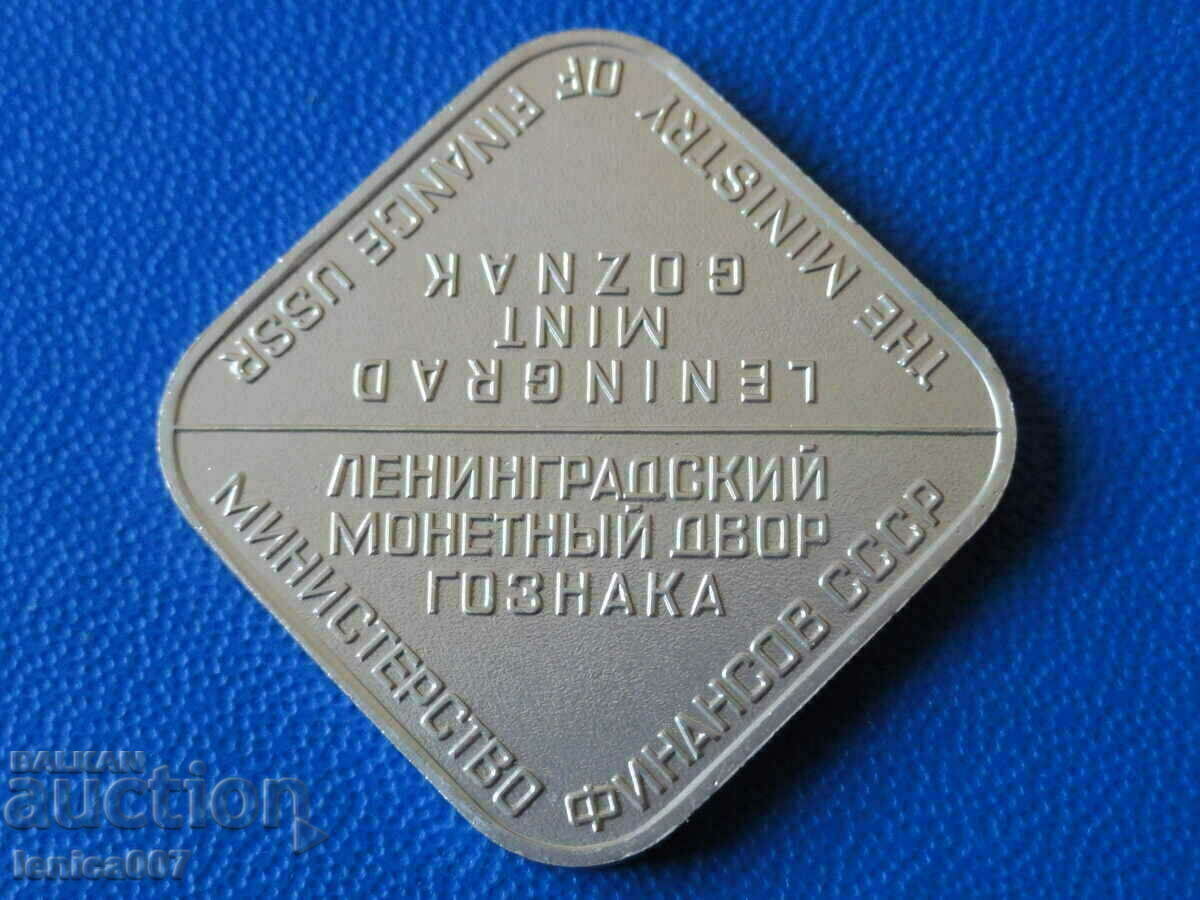 THE MINISTRY OF
FINANCE USSR
LENINGRAD
MINT
GOZNAK
ЛЕНИНГРАДСКИЙ
МОНЕТНЫЙ ДВОР
ГОЗНАКА
МИНИСТЕРСТВО
ФИНАНСОВ СССР
BALKAN
auction
lenica007